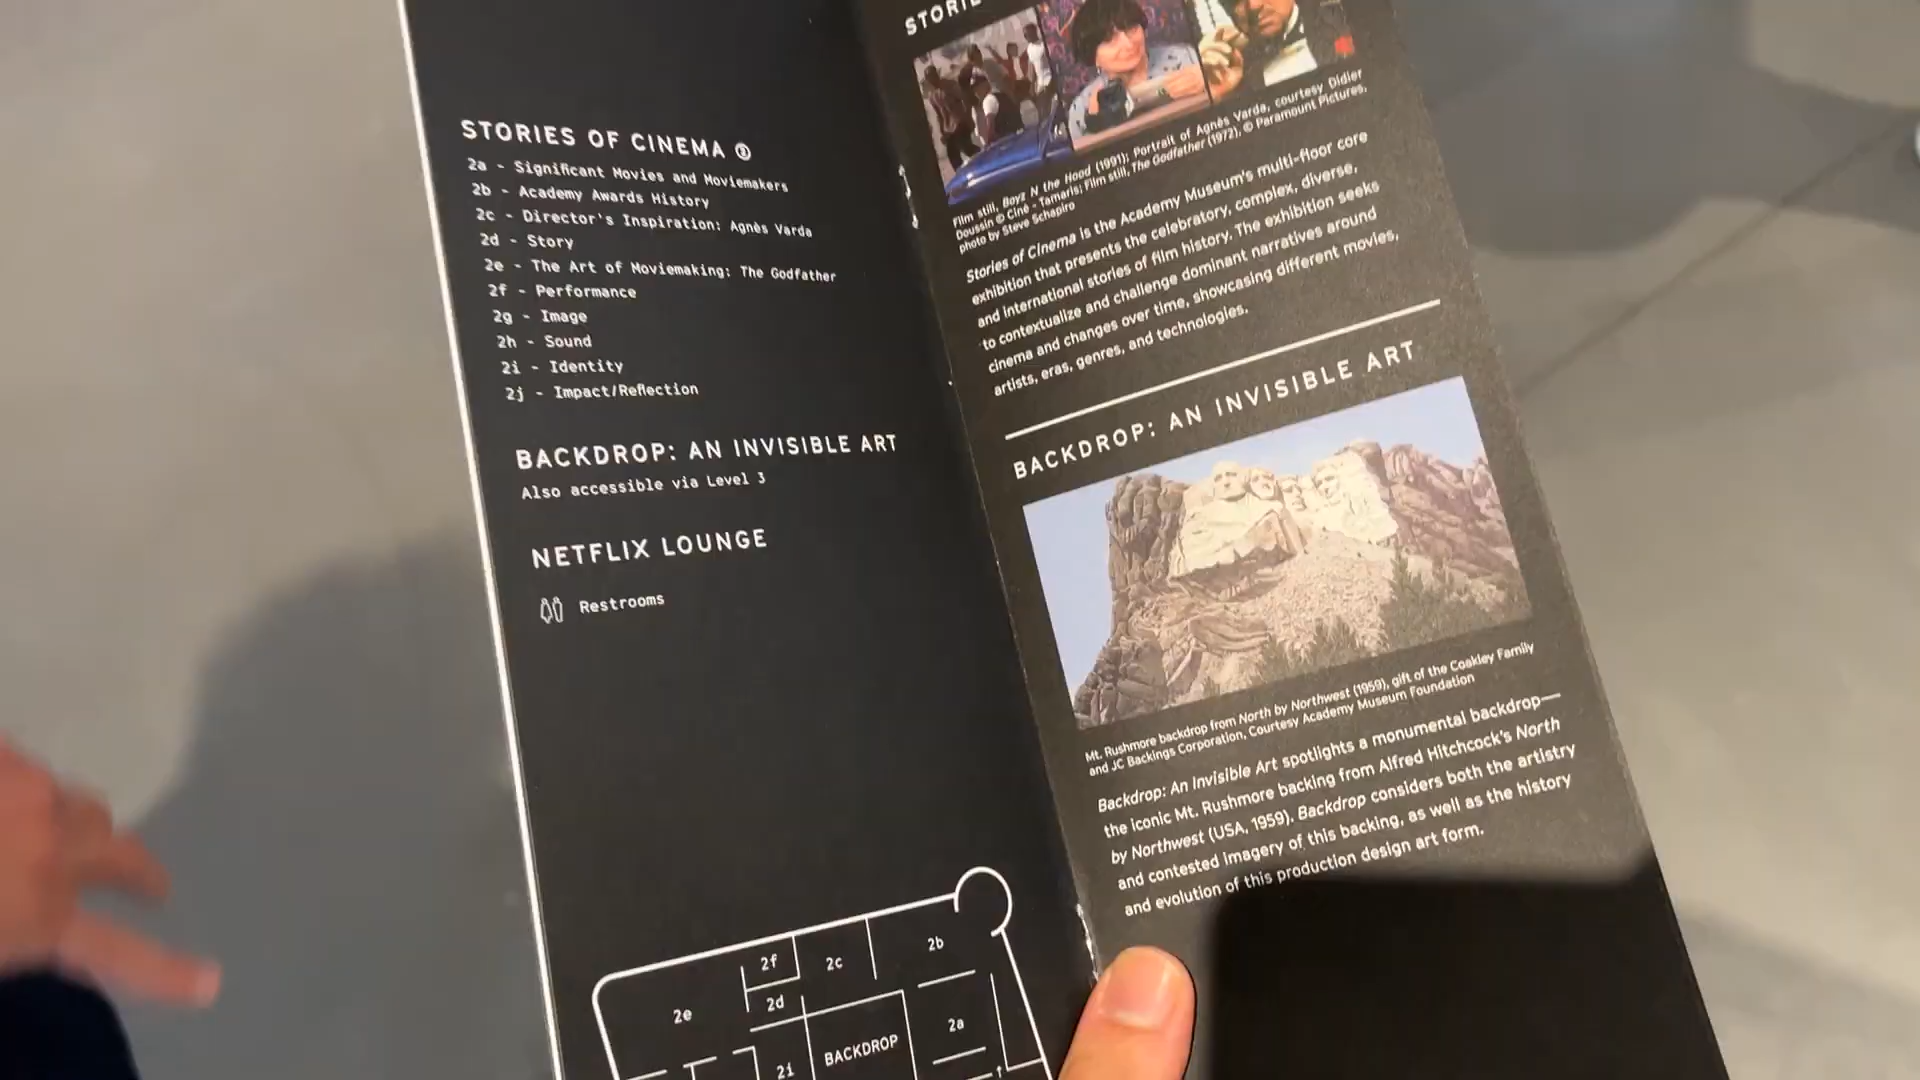 STORIES OF CINEMA ②
2a - Significant Movies and Moviemakers
2b - Academy Awards History
2c - Director's Inspiration: Agnès Varda
2d - Story
2e - The Art of Moviemaking: The Godfather
2f - Performance
2g - Image
2h - Sound
2i - Identity
2j - Impact/Reflection
BACKDROP: AN INVISIBLE ART
Also accessible via Level 3
NETFLIX LOUNGE
Restrooms
2f
2c
2b
2e
2d
2a
2i
BACKDROP
Film still, Boyz N the Hood (1991); Portrait of Agnès Varda, courtesy Didier
Doussin © Ciné - Tamaris; Film still, The Godfather (1972), © Paramount Pictures,
photo by Steve Schapiro
Stories of Cinema is the Academy Museum's multi-floor core
exhibition that presents the celebratory, complex, diverse,
and international stories of film history. The exhibition seeks
to contextualize and challenge dominant narratives around
cinema and changes over time, showcasing different movies,
artists, eras, genres, and technologies.
BACKDROP: AN INVISIBLE ART
Mt. Rushmore backdrop from North by Northwest (1959), gift of the Coakley Family
and JC Backings Corporation, Courtesy Academy Museum Foundation
Backdrop: An Invisible Art spotlights a monumental backdrop—
the iconic Mt. Rushmore backing from Alfred Hitchcock's North
by Northwest (USA, 1959). Backdrop considers both the artistry
and contested imagery of this backing, as well as the history
and evolution of this production design art form.